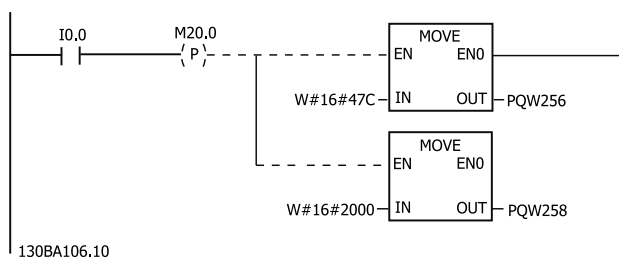 I0.0 M20.0
P
MOVE
EN EN0
W#16#47C IN OUT PQW256
MOVE
EN EN0
W#16#2000 IN OUT PQW258
130BA106.10